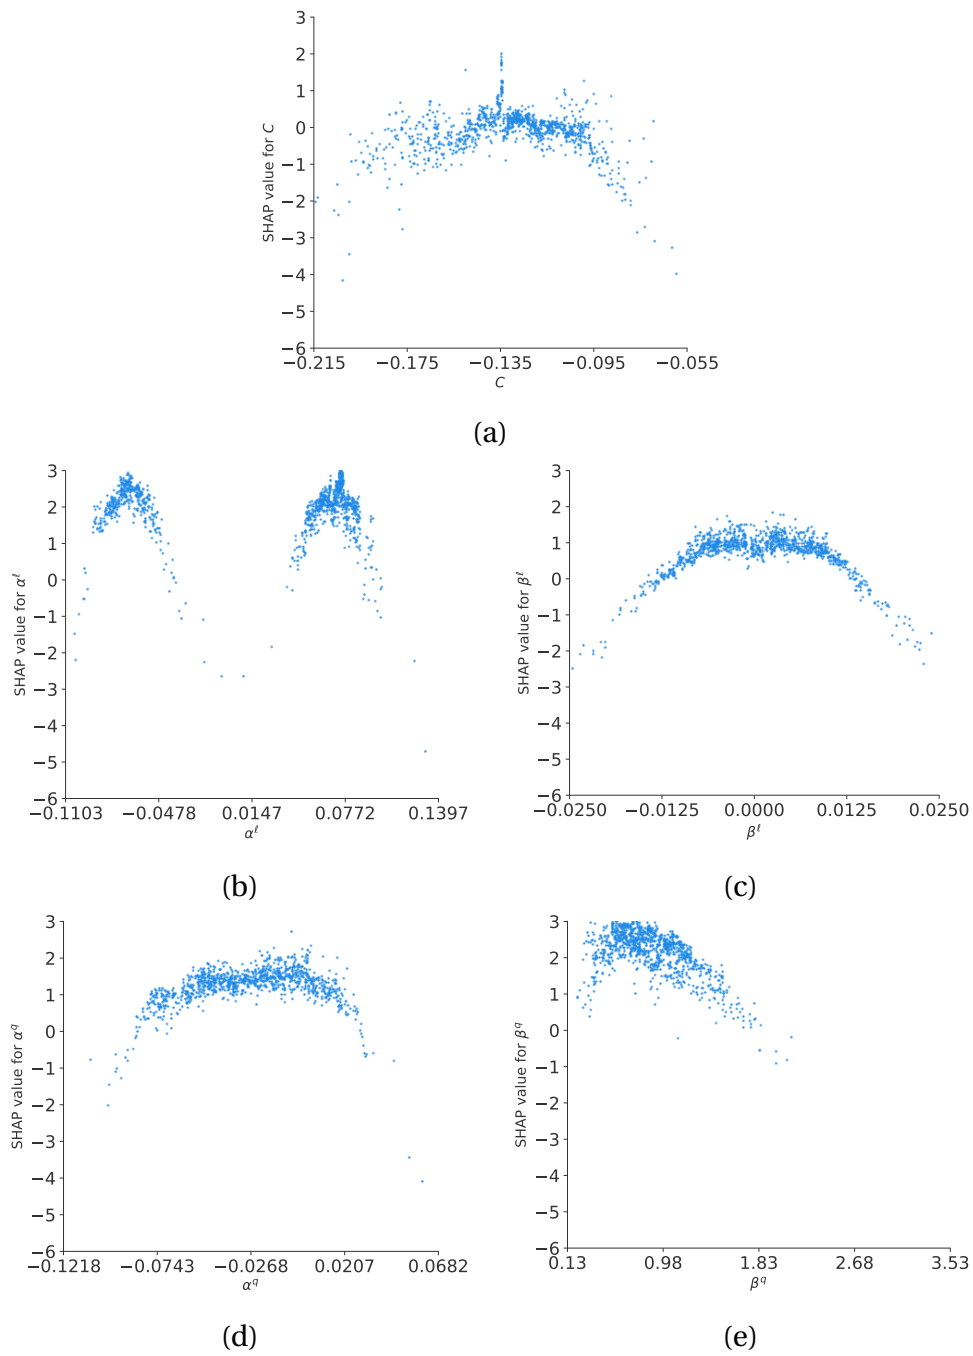 3
2
1
0
−1
−2
−3
−4
−5
−6
SHAP value for C
−0.215 −0.175 −0.135 −0.095 −0.055
C
(a)
3
2
1
0
−1
−2
−3
−4
−5
−6
SHAP value for αℓ
−0.1103 −0.0478 0.0147 0.0772 0.1397
αℓ
(b)
3
2
1
0
−1
−2
−3
−4
−5
−6
SHAP value for βℓ
−0.0250 −0.0125 0.0000 0.0125 0.0250
βℓ
(c)
3
2
1
0
−1
−2
−3
−4
−5
−6
SHAP value for αq
−0.1218 −0.0743 −0.0268 0.0207 0.0682
αq
(d)
3
2
1
0
−1
−2
−3
−4
−5
−6
SHAP value for βq
0.13 0.98 1.83 2.68 3.53
βq
(e)